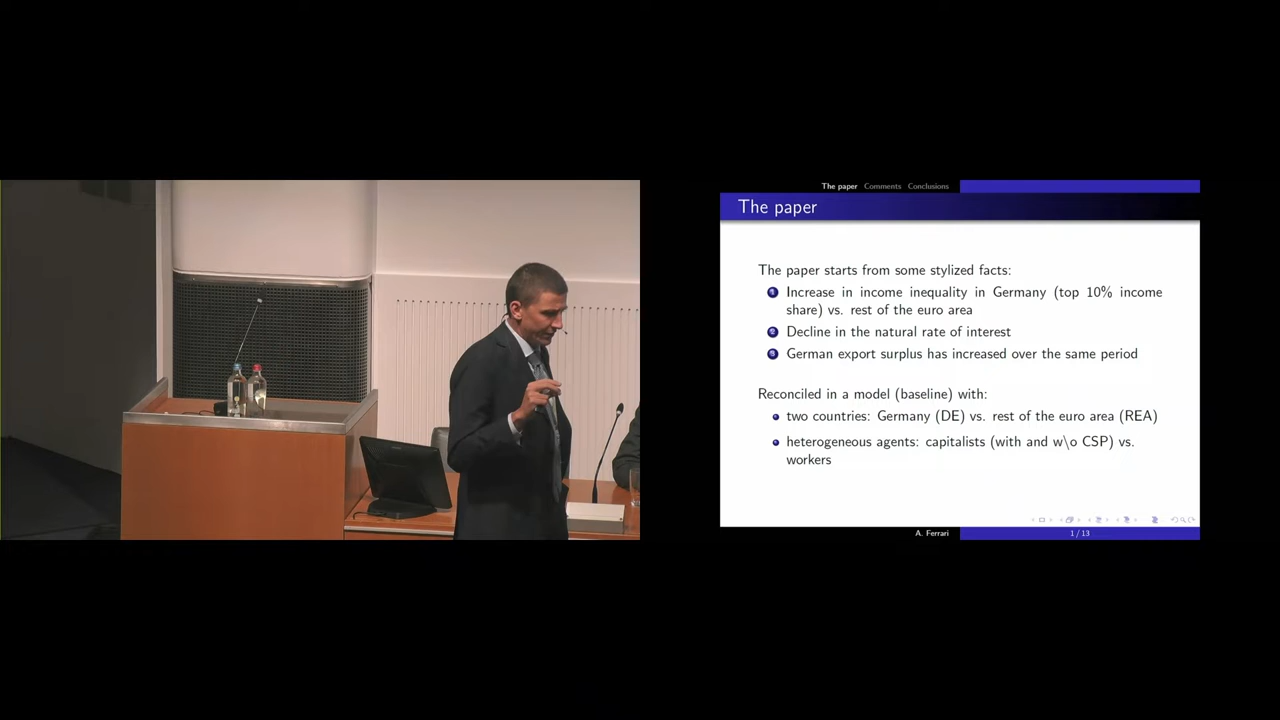 The paper Comments Conclusions
The paper
The paper starts from some stylized facts:
1 Increase in income inequality in Germany (top 10% income
share) vs. rest of the euro area
2 Decline in the natural rate of interest
3 German export surplus has increased over the same period
Reconciled in a model (baseline) with:
two countries: Germany (DE) vs. rest of the euro area (REA)
heterogeneous agents: capitalists (with and w\o CSP) vs.
workers
A. Ferrari
1 / 13